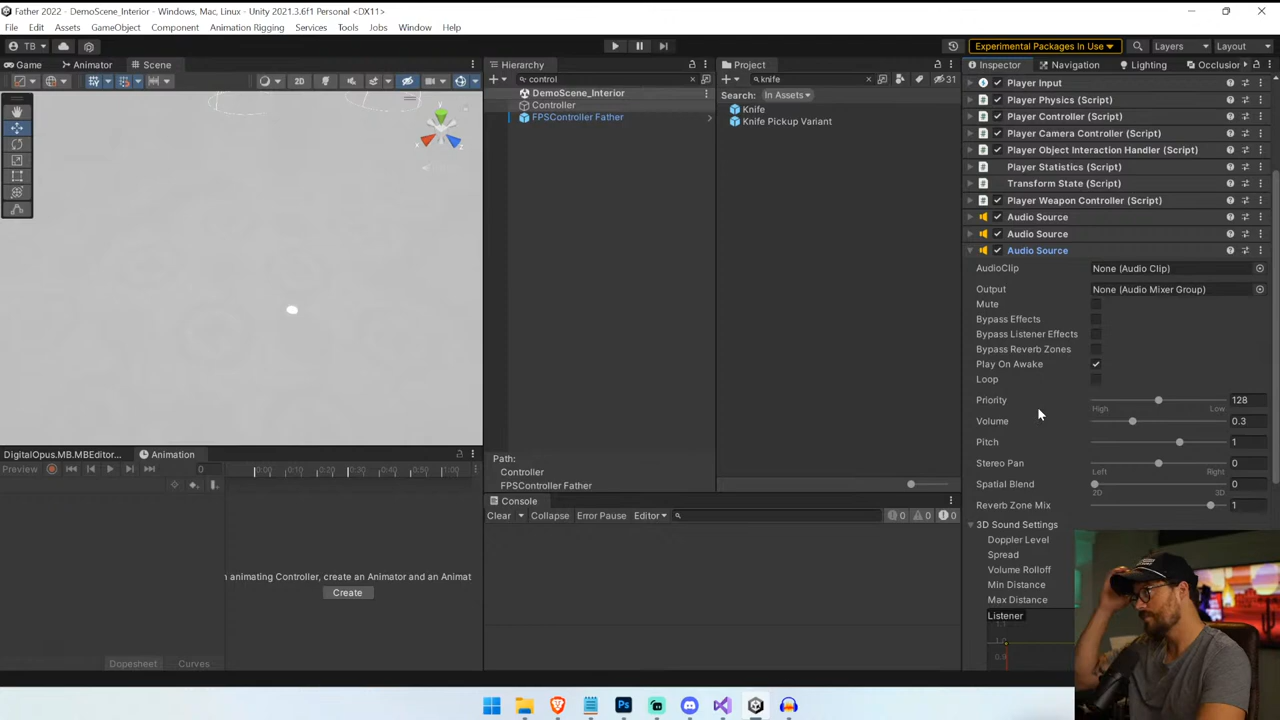 Father 2022 - DemoScene_Interior - Windows, Mac, Linux - Unity 2021.3.6f1 Personal <DX11>
File Edit Assets GameObject Component Animation Rigging Services Tools Jobs Window Help
TB
Experimental Packages In Use
Layers
Layout
Game
Animator
Scene
2D
Hierarchy
control
DemoScene_Interior
Controller
FPSController Father
Path:
Controller
FPSController Father
Project
knife
31
Search: In Assets
Knife
Knife Pickup Variant
Inspector
Navigation
Lighting
Occlusion
Player Input
Player Physics (Script)
Player Controller (Script)
Player Camera Controller (Script)
Player Object Interaction Handler (Script)
Player Statistics (Script)
Transform State (Script)
Player Weapon Controller (Script)
Audio Source
Audio Source
Audio Source
AudioClip None (Audio Clip)
Output None (Audio Mixer Group)
Mute
Bypass Effects
Bypass Listener Effects
Bypass Reverb Zones
Play On Awake
Loop
Priority 128
High Low
Volume 0.3
Pitch 1
Stereo Pan 0
Left Right
Spatial Blend 0
2D 3D
Reverb Zone Mix 1
3D Sound Settings
Doppler Level
Spread
Volume Rolloff
Min Distance
Max Distance
Listener
DigitalOpus.MB.MBEditor...
Animation
Preview
0
0:00 0:30 1:00
n animating Controller, create an Animator and an Animat
Create
Dopesheet
Curves
Console
Clear Collapse Error Pause Editor
0 0 0